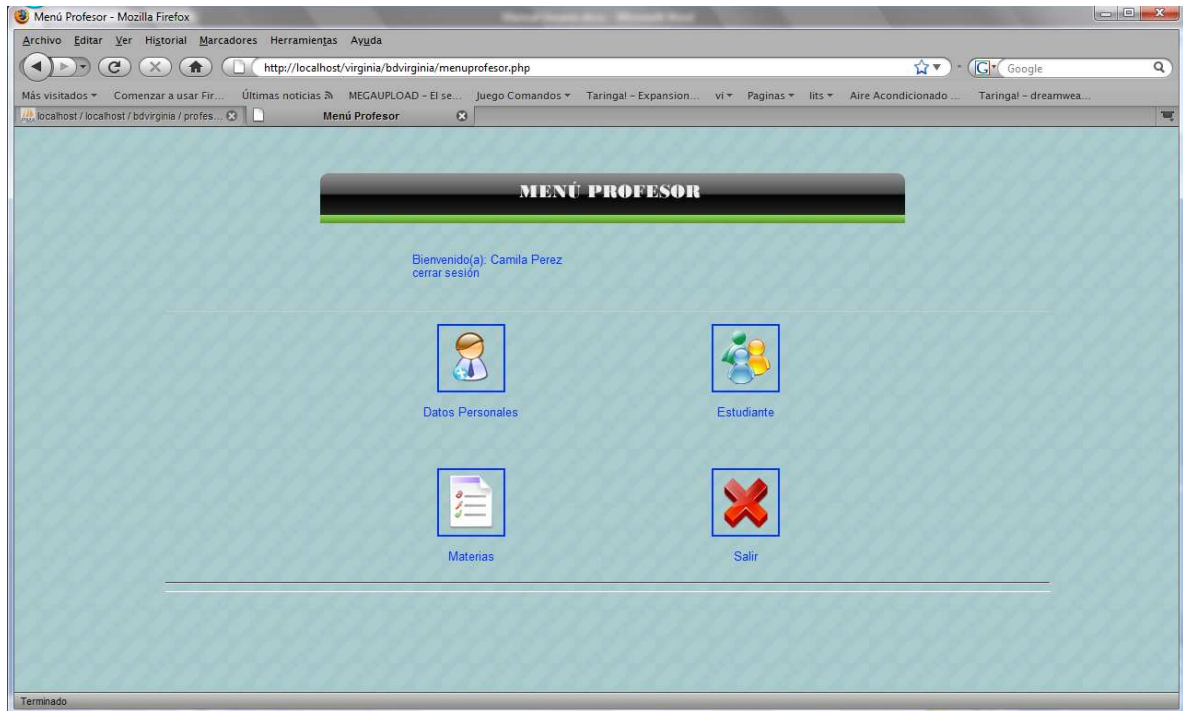 Menú Profesor - Mozilla Firefox
Archivo Editar Ver Historial Marcadores Herramientas Ayuda
http://localhost/virginia/bdvirginia/menuprofesor.php
Google
Más visitados Comenzar a usar Fir... Últimas noticias MEGAUPLOAD - El se... Juego Comandos Taringa! - Expansion... vi Paginas lits Aire Acondicionado ... Taringa! - dreamwea...
localhost / localhost / bdvirginia / profes... Menú Profesor
MENÚ PROFESOR
Bienvenido(a): Camila Perez
cerrar sesión
Datos Personales Estudiante
Materias Salir
Terminado